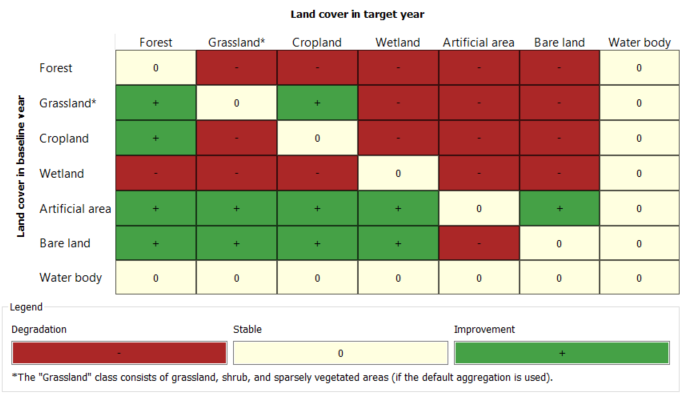 Land cover in target year
Forest Grassland* Cropland Wetland Artificial area Bare land Water body
Land cover in baseline year
Forest 0 - - - - - 0
Grassland* + 0 + - - - 0
Cropland + - 0 - - - 0
Wetland - - - 0 - - 0
Artificial area + + + + 0 + 0
Bare land + + + + - 0 0
Water body 0 0 0 0 0 0 0
Legend
Degradation Stable Improvement
- 0 +
*The "Grassland" class consists of grassland, shrub, and sparsely vegetated areas (if the default aggregation is used).